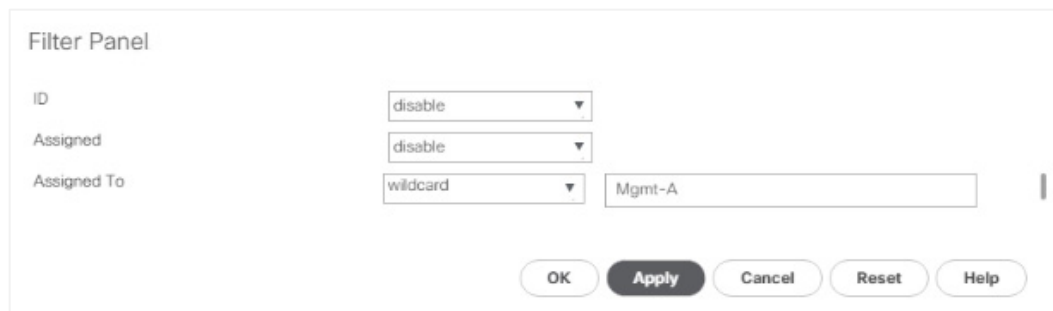 Filter Panel
ID disable
Assigned disable
Assigned To wildcard Mgmt-A
OK Apply Cancel Reset Help